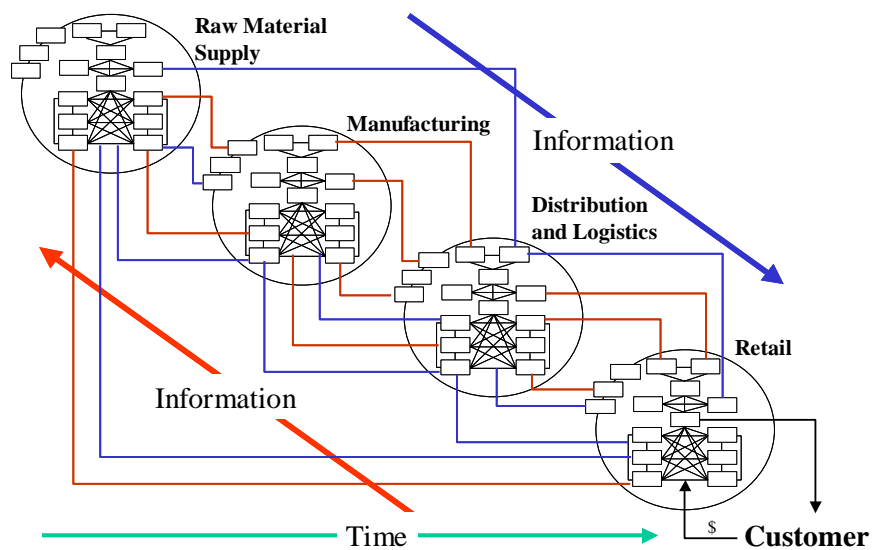 Raw Material
Supply
Manufacturing
Information
Distribution
and Logistics
Retail
Information
Time
$
Customer